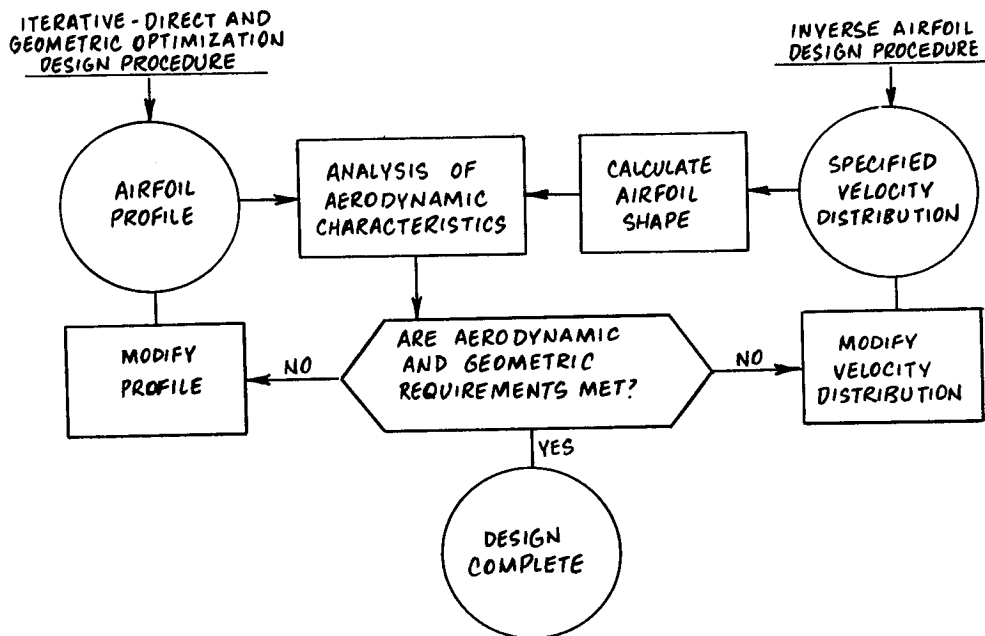 ITERATIVE-DIRECT AND
GEOMETRIC OPTIMIZATION
DESIGN PROCEDURE
INVERSE AIRFOIL
DESIGN PROCEDURE
AIRFOIL
PROFILE
ANALYSIS OF
AERODYNAMIC
CHARACTERISTICS
CALCULATE
AIRFOIL
SHAPE
SPECIFIED
VELOCITY
DISTRIBUTION
MODIFY
PROFILE
NO
ARE AERODYNAMIC
AND GEOMETRIC
REQUIREMENTS MET?
NO
MODIFY
VELOCITY
DISTRIBUTION
YES
DESIGN
COMPLETE